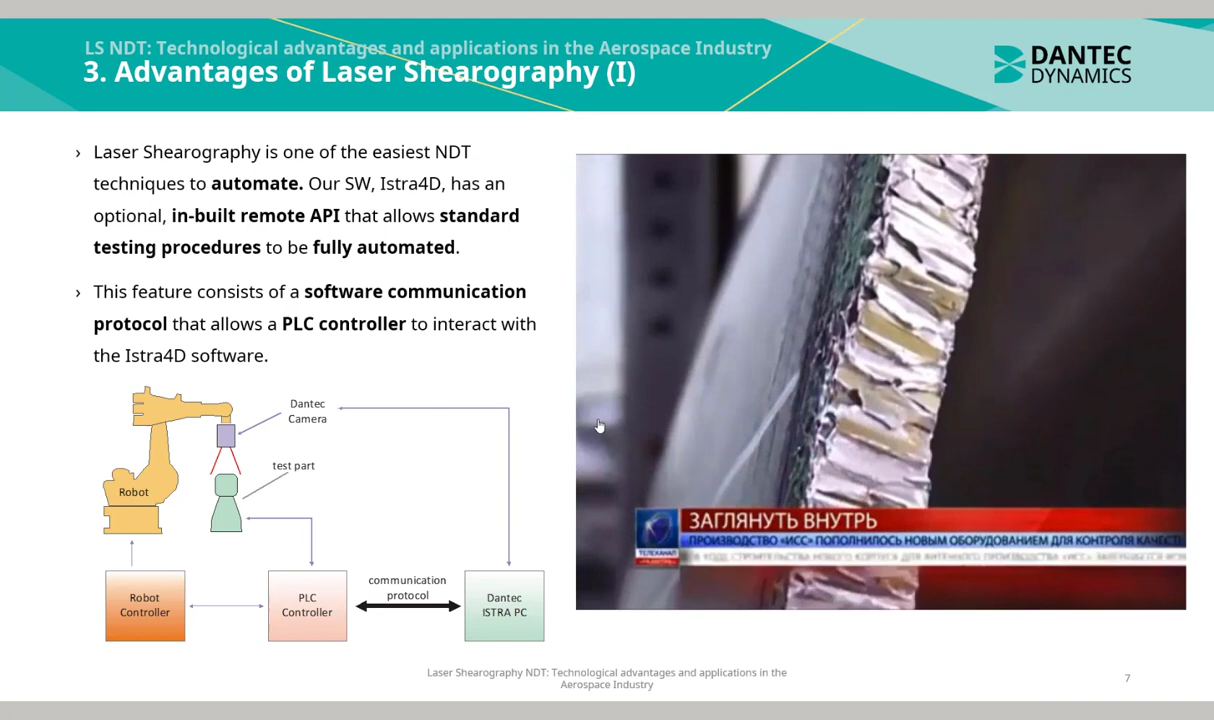 LS NDT: Technological advantages and applications in the Aerospace Industry
3. Advantages of Laser Shearography (I)
DANTEC
DYNAMICS
› Laser Shearography is one of the easiest NDT
techniques to automate. Our SW, Istra4D, has an
optional, in-built remote API that allows standard
testing procedures to be fully automated.
› This feature consists of a software communication
protocol that allows a PLC controller to interact with
the Istra4D software.
Dantec
Camera
test part
Robot
Robot
Controller
PLC
Controller
communication
protocol
Dantec
ISTRA PC
ЗАГЛЯНУТЬ ВНУТРЬ
ПРОИЗВОДСТВО «ИСС» ПОПОЛНИЛОСЬ НОВЫМ ОБОРУДОВАНИЕМ ДЛЯ КОНТРОЛЯ КАЧЕСТ
ТЕЛЕКАНАЛ
Laser Shearography NDT: Technological advantages and applications in the
Aerospace Industry
7